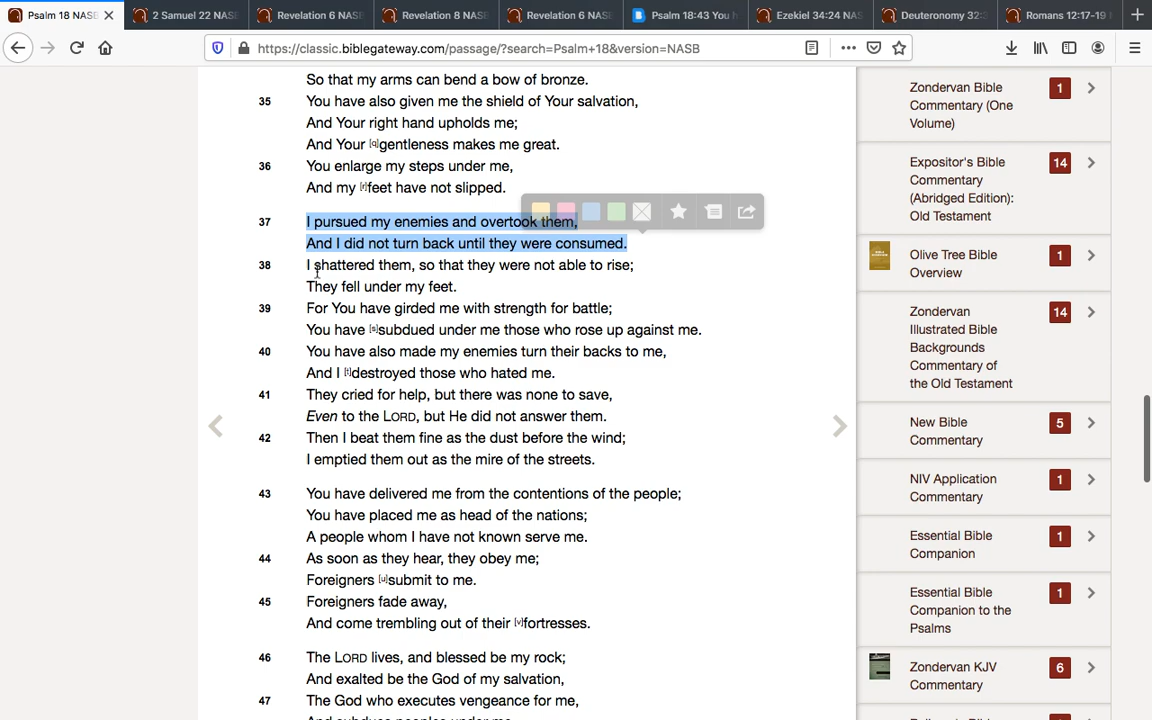 Psalm 18 NASB
2 Samuel 22 NAS
Revelation 6 NAS
Revelation 8 NAS
Revelation 6 NAS
Psalm 18:43 You h
Ezekiel 34:24 NA
Deuteronomy 32:
Romans 12:17-19
https://classic.biblegateway.com/passage/?search=Psalm+18&version=NASB
So that my arms can bend a bow of bronze.
35 You have also given me the shield of Your salvation,
And Your right hand upholds me;
And Your [q]gentleness makes me great.
36 You enlarge my steps under me,
And my [r]feet have not slipped.
37 I pursued my enemies and overtook them,
And I did not turn back until they were consumed.
38 I shattered them, so that they were not able to rise;
They fell under my feet.
39 For You have girded me with strength for battle;
You have [s]subdued under me those who rose up against me.
40 You have also made my enemies turn their backs to me,
And I [t]destroyed those who hated me.
41 They cried for help, but there was none to save,
Even to the LORD, but He did not answer them.
42 Then I beat them fine as the dust before the wind;
I emptied them out as the mire of the streets.
43 You have delivered me from the contentions of the people;
You have placed me as head of the nations;
A people whom I have not known serve me.
44 As soon as they hear, they obey me;
Foreigners [u]submit to me.
45 Foreigners fade away,
And come trembling out of their [v]fortresses.
46 The LORD lives, and blessed be my rock;
And exalted be the God of my salvation,
47 The God who executes vengeance for me,
And subdues peoples under me.
Zondervan Bible
Commentary (One
Volume)
1
Expositor's Bible
Commentary
(Abridged Edition):
Old Testament
14
Olive Tree Bible
Overview
1
Zondervan
Illustrated Bible
Backgrounds
Commentary of
the Old Testament
14
New Bible
Commentary
5
NIV Application
Commentary
1
Essential Bible
Companion
1
Essential Bible
Companion to the
Psalms
1
Zondervan KJV
Commentary
6